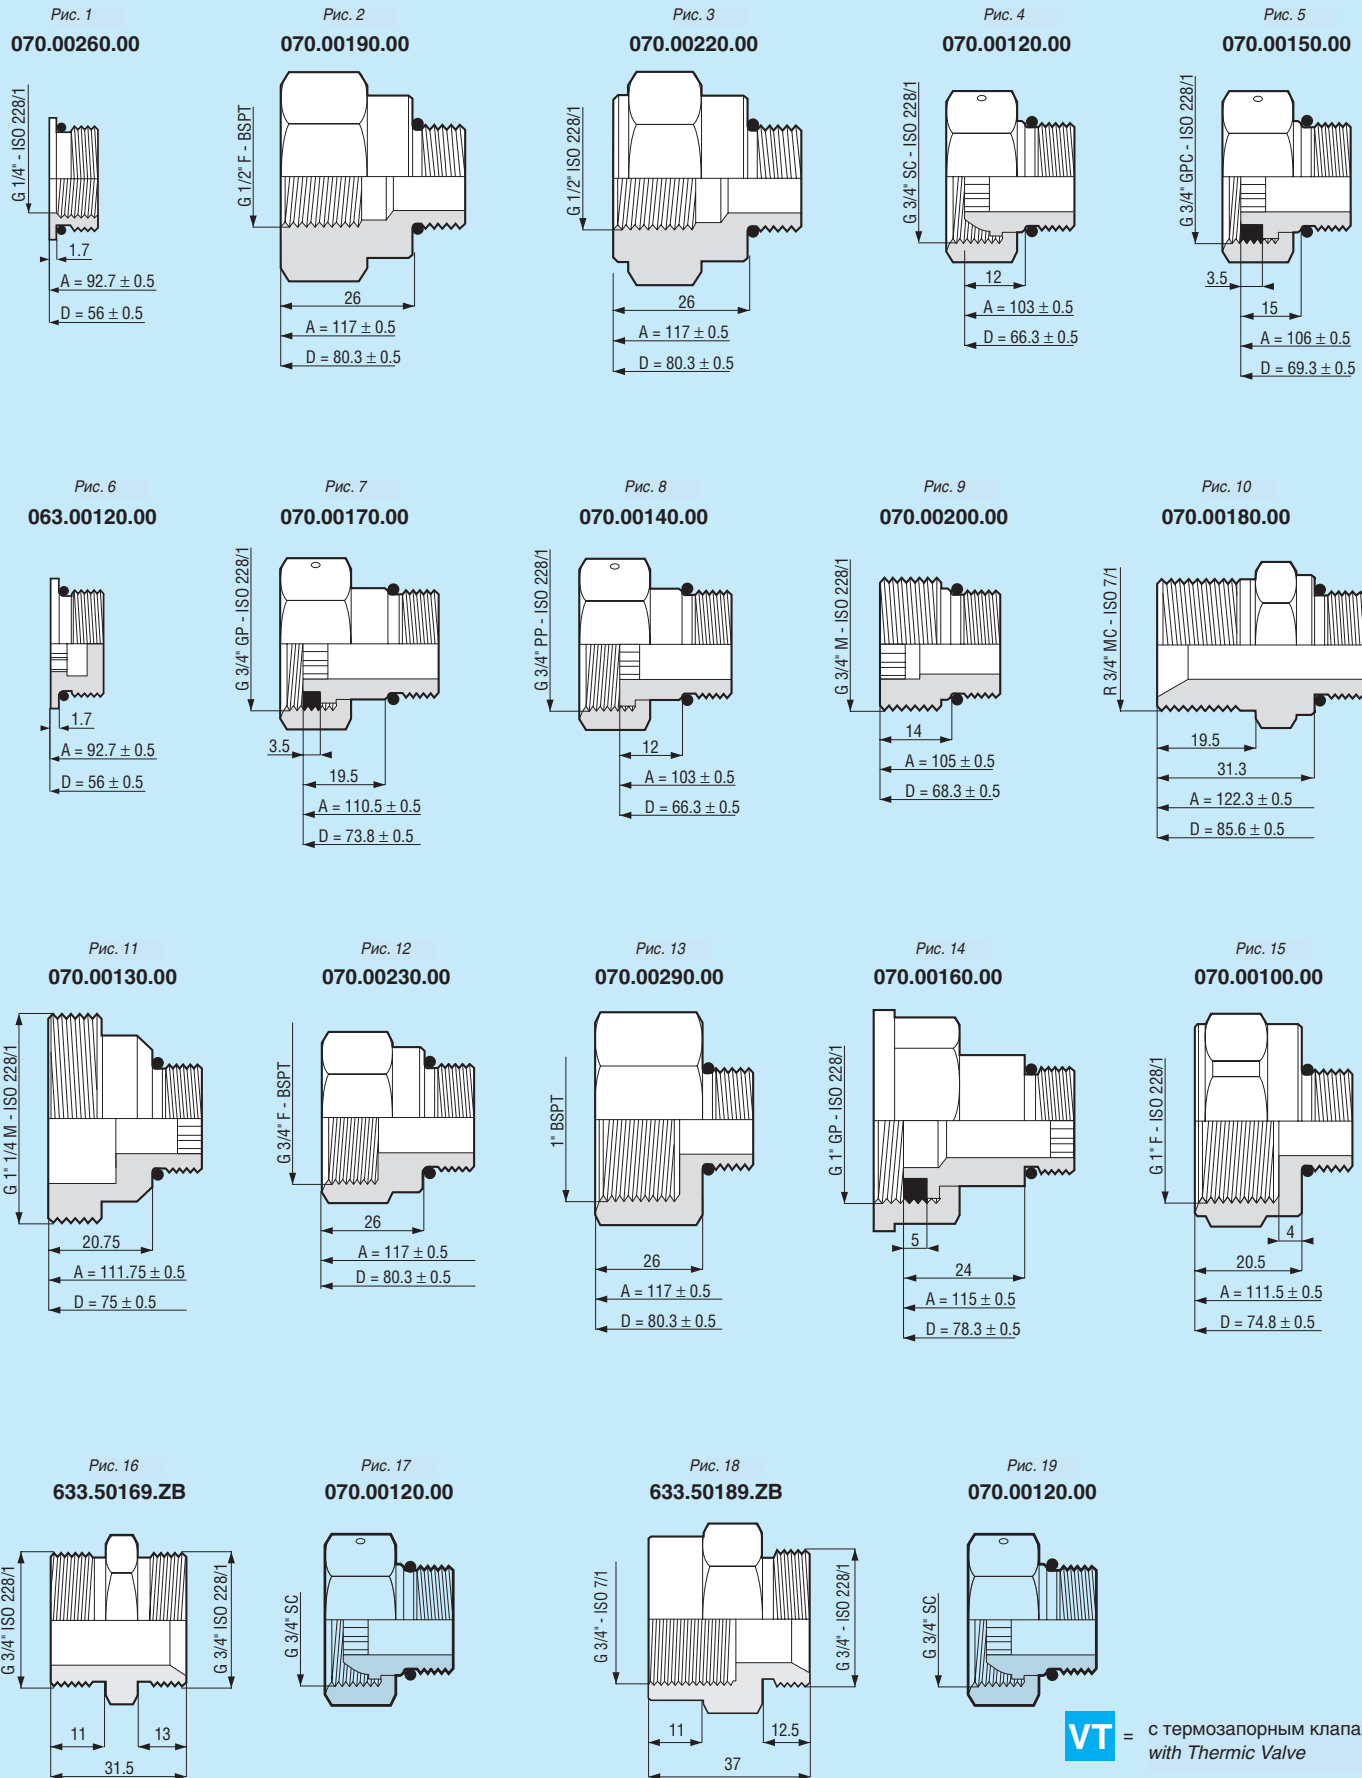 Рис. 1
070.00260.00
G 1/4" - ISO 228/1
1.7
A = 92.7 ± 0.5
D = 56 ± 0.5
Рис. 2
070.00190.00
G 1/2" F - BSPT
26
A = 117 ± 0.5
D = 80.3 ± 0.5
Рис. 3
070.00220.00
G 1/2" ISO 228/1
26
A = 117 ± 0.5
D = 80.3 ± 0.5
Рис. 4
070.00120.00
G 3/4" SC - ISO 228/1
12
A = 103 ± 0.5
D = 66.3 ± 0.5
Рис. 5
070.00150.00
G 3/4" GPC - ISO 228/1
3.5
15
A = 106 ± 0.5
D = 69.3 ± 0.5
Рис. 6
063.00120.00
1.7
A = 92.7 ± 0.5
D = 56 ± 0.5
Рис. 7
070.00170.00
G 3/4" GP - ISO 228/1
3.5
19.5
A = 110.5 ± 0.5
D = 73.8 ± 0.5
Рис. 8
070.00140.00
G 3/4" PP - ISO 228/1
12
A = 103 ± 0.5
D = 66.3 ± 0.5
Рис. 9
070.00200.00
G 3/4" M - ISO 228/1
14
A = 105 ± 0.5
D = 68.3 ± 0.5
Рис. 10
070.00180.00
R 3/4" MC - ISO 7/1
19.5
31.3
A = 122.3 ± 0.5
D = 85.6 ± 0.5
Рис. 11
070.00130.00
G 1" 1/4 M - ISO 228/1
20.75
A = 111.75 ± 0.5
D = 75 ± 0.5
Рис. 12
070.00230.00
G 3/4" F - BSPT
26
A = 117 ± 0.5
D = 80.3 ± 0.5
Рис. 13
070.00290.00
1" BSPT
26
A = 117 ± 0.5
D = 80.3 ± 0.5
Рис. 14
070.00160.00
G 1" GP - ISO 228/1
5
24
A = 115 ± 0.5
D = 78.3 ± 0.5
Рис. 15
070.00100.00
G 1" F - ISO 228/1
4
20.5
A = 111.5 ± 0.5
D = 74.8 ± 0.5
Рис. 16
633.50169.ZB
G 3/4" ISO 228/1
G 3/4" ISO 228/1
11
13
31.5
Рис. 17
070.00120.00
G 3/4" SC
Рис. 18
633.50189.ZB
G 3/4" - ISO 7/1
G 3/4" - ISO 228/1
11
12.5
37
Рис. 19
070.00120.00
G 3/4" SC
VT = с термозапорным клапа
with Thermic Valve